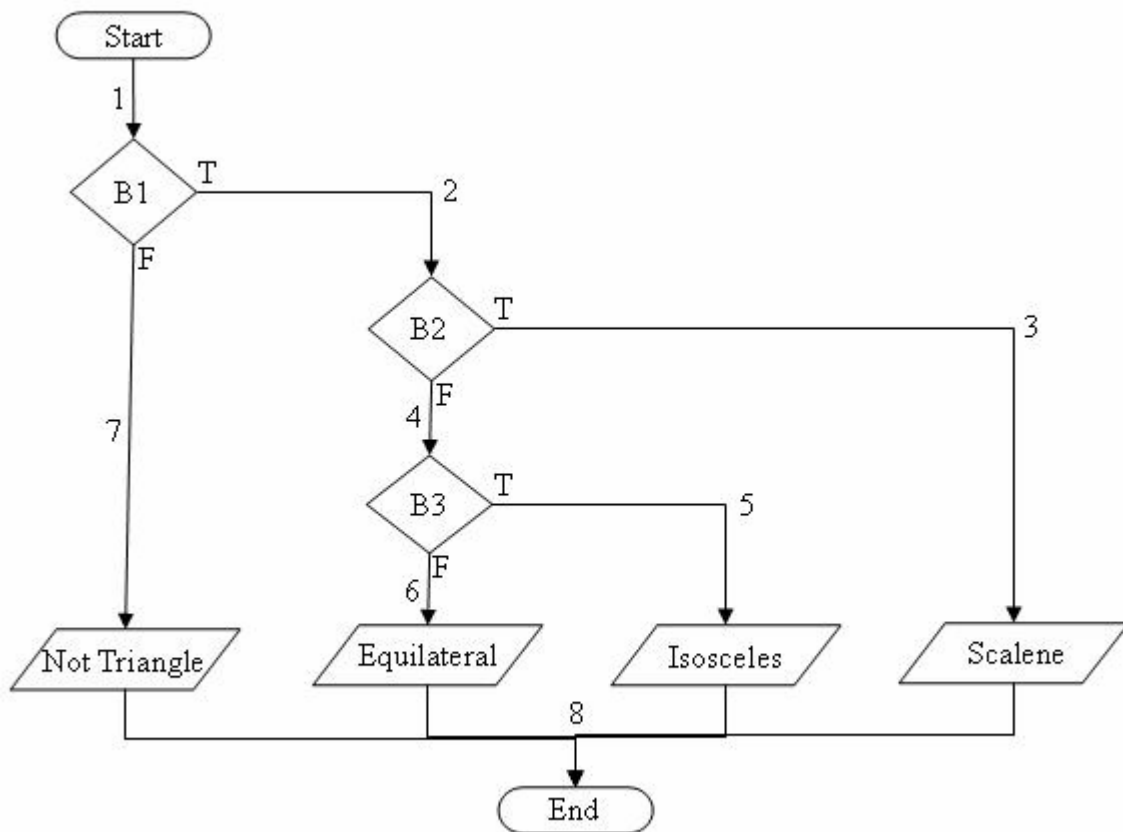 Start
1
B1
T
2
F
B2
T
3
F
4
7
B3
T
5
F
6
Not Triangle
Equilateral
Isosceles
Scalene
8
End